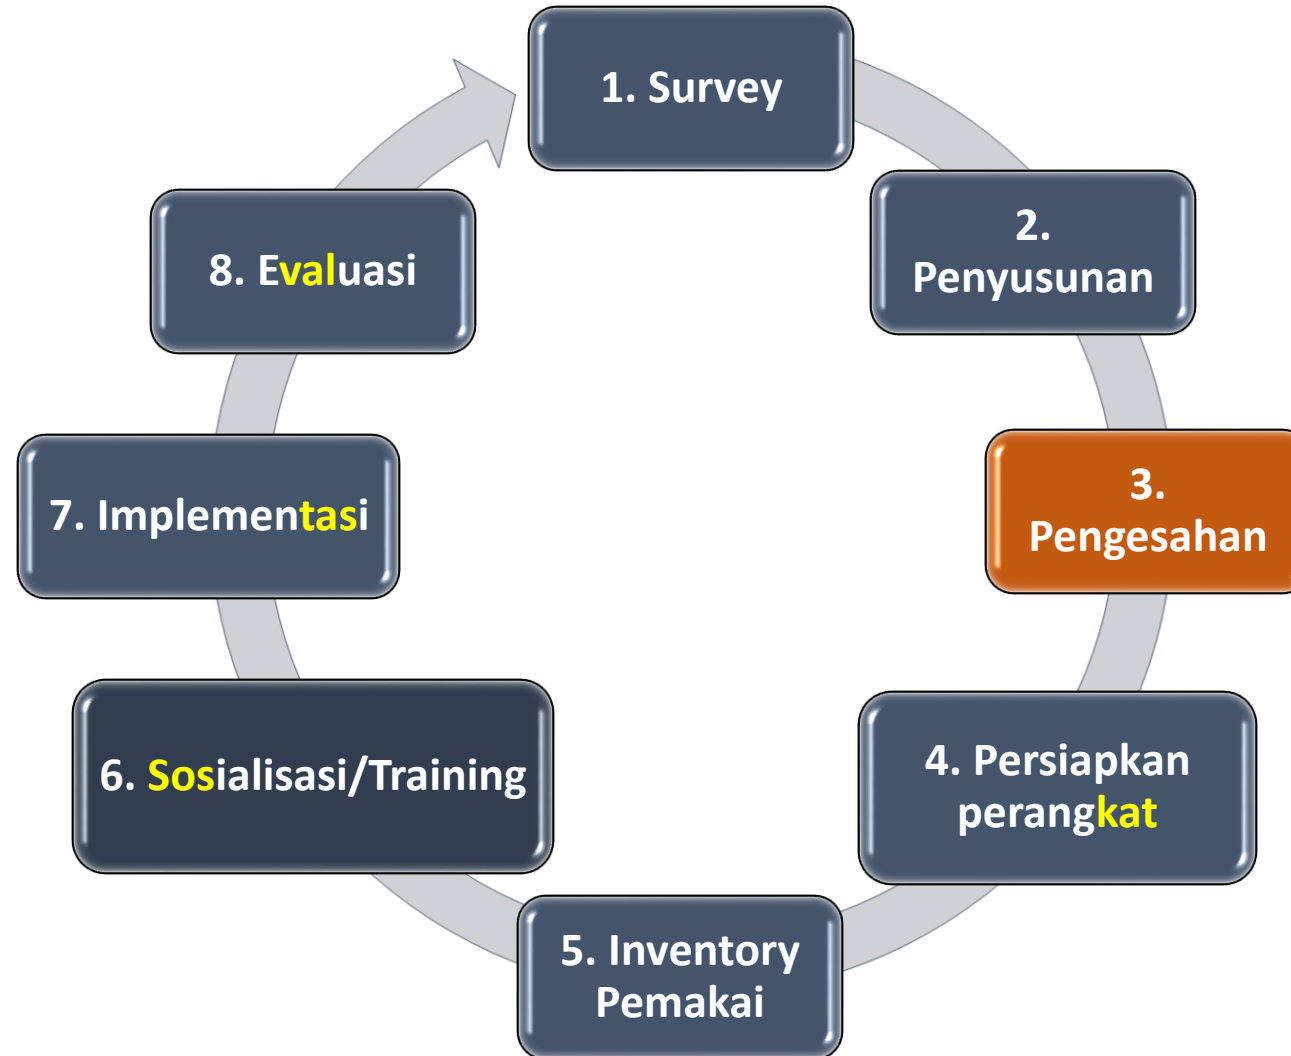 1. Survey
2.
Penyusunan
3.
Pengesahan
4. Persiapkan
perangkat
5. Inventory
Pemakai
6. Sosialisasi/Training
7. Implementasi
8. Evaluasi